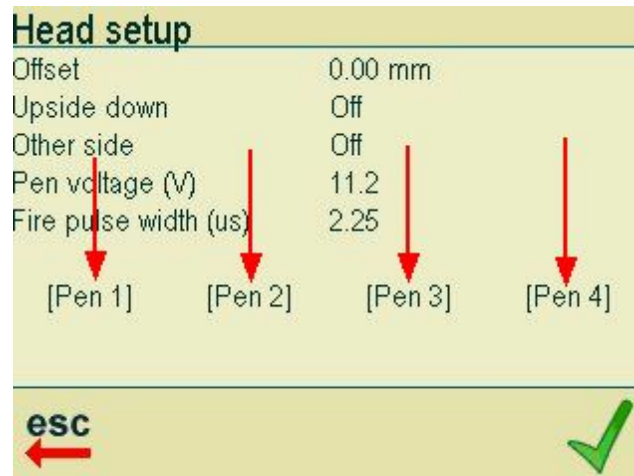 Head setup
Offset 0.00 mm
Upside down Off
Other side Off
Pen voltage (V) 11.2
Fire pulse width (us) 2.25
[Pen 1] [Pen 2] [Pen 3] [Pen 4]
esc